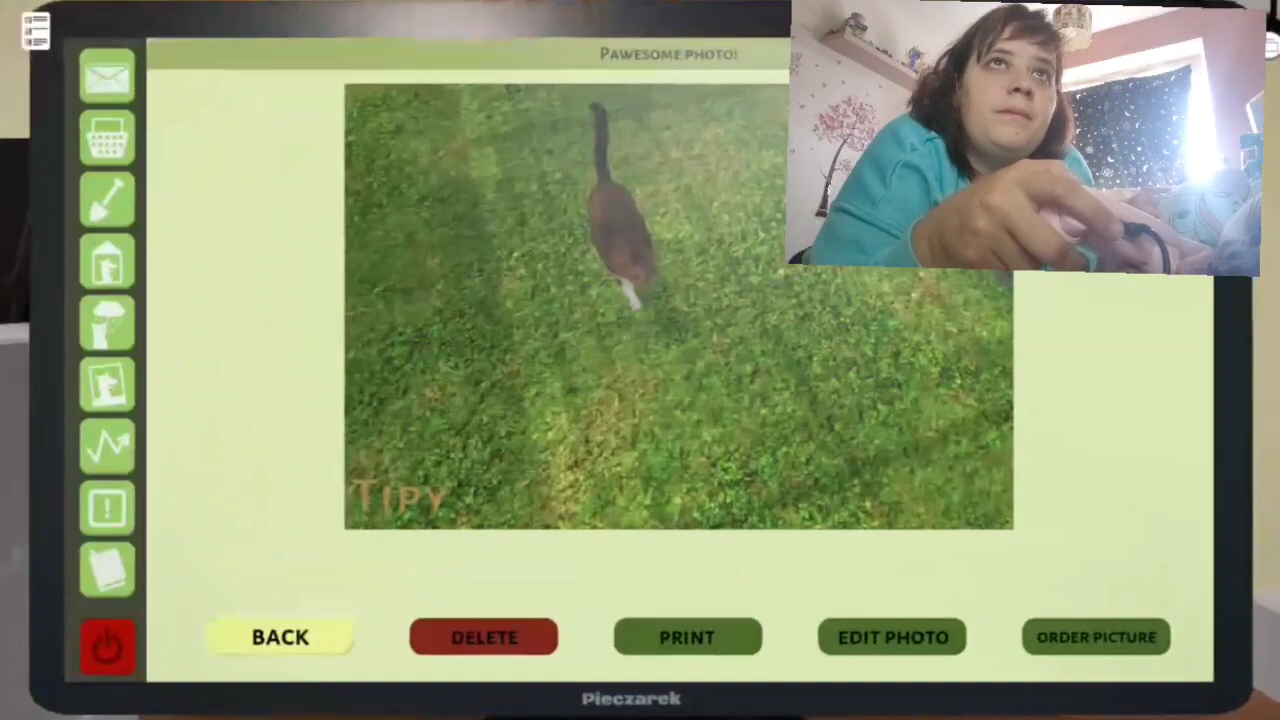 PAWESOME PHOTO!
TIPY
BACK
DELETE
PRINT
EDIT PHOTO
ORDER PICTURE
Pieczarek